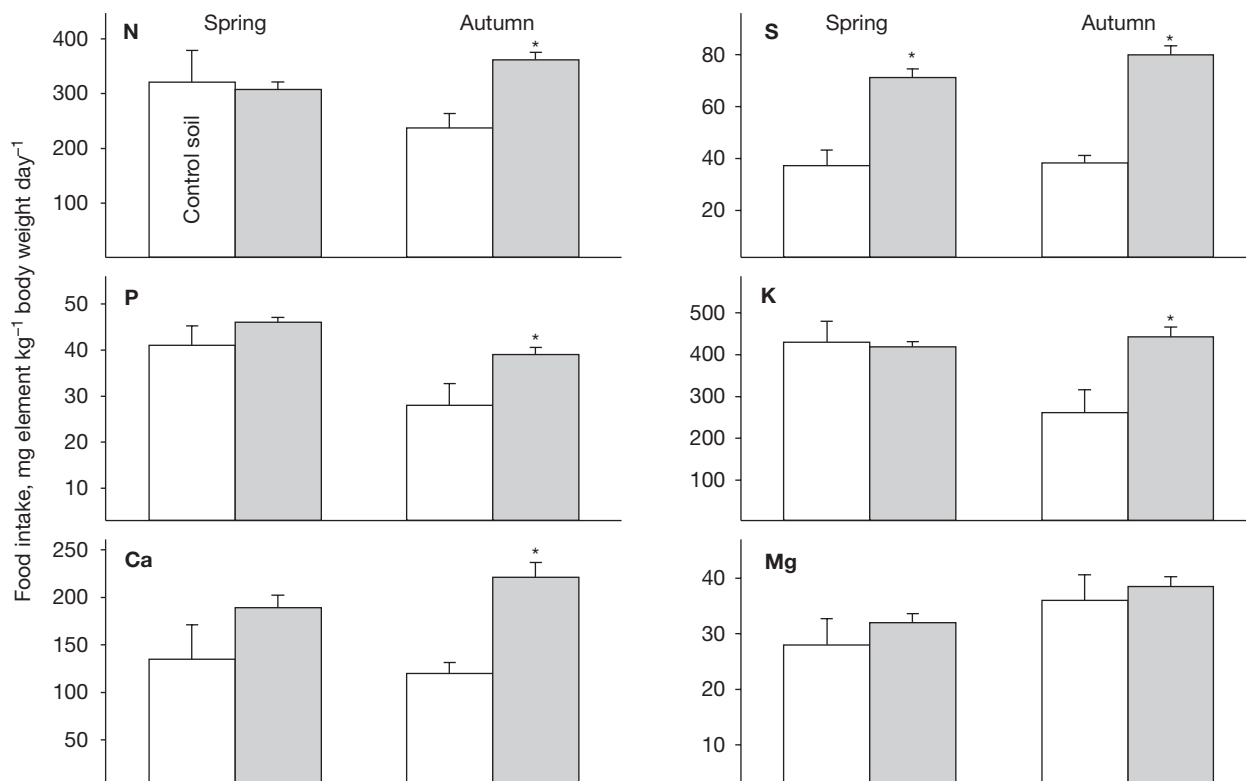 Food intake, mg element kg⁻¹ body weight day⁻¹
N
Spring
Autumn
400
300
200
100
Control soil
*
S
Spring
Autumn
80
60
40
20
*
*
P
50
40
30
20
10
*
K
500
400
300
200
100
*
Ca
250
200
150
100
50
*
Mg
40
30
20
10